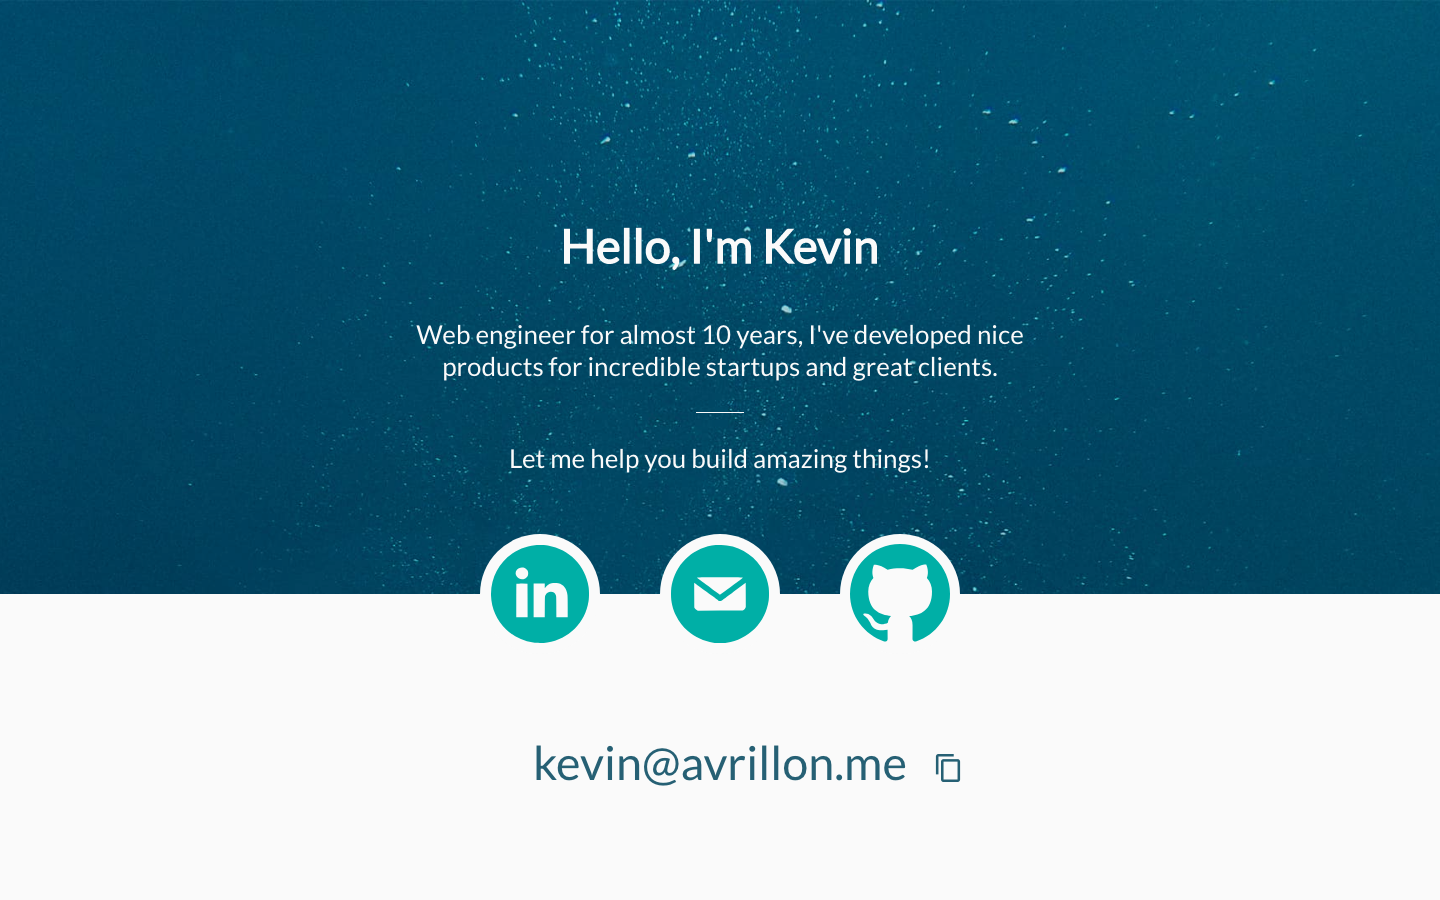 Hello, I'm Kevin
Web engineer for almost 10 years, I've developed nice
products for incredible startups and great clients.
Let me help you build amazing things!
in
kevin@avrillon.me